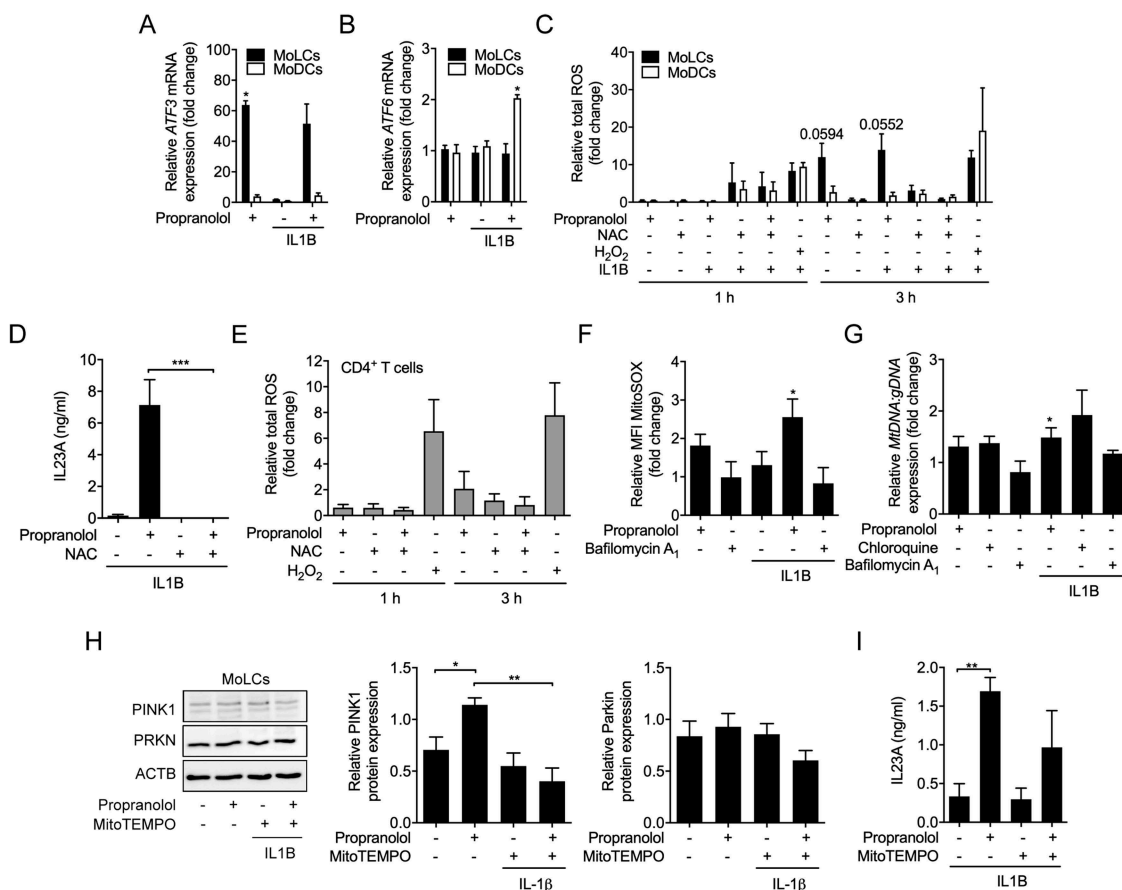 A
Relative ATF3 mRNA
expression (fold change)
100
80
60
40
20
0
MoLCs
MoDCs
*
Propranolol + - +
IL1B
B
Relative ATF6 mRNA
expression (fold change)
3
2
1
0
MoLCs
MoDCs
*
Propranolol + - +
IL1B
C
Relative total ROS
(fold change)
40
30
20
10
0
MoLCs
MoDCs
0.0594
0.0552
Propranolol + - + - + - + - + - + -
NAC - + - + + - - + - + + -
H2O2 - - - - - + - - - - - +
IL1B - - + + + + - - + + + +
1 h
3 h
D
IL23A (ng/ml)
10
8
6
4
2
0
***
Propranolol - + - +
NAC - - + +
IL1B
E
Relative total ROS
(fold change)
12
10
8
6
4
2
0
CD4+ T cells
Propranolol + - + - + - + -
NAC - + + - - + + -
H2O2 - - - + - - - +
1 h
3 h
F
Relative MFI MitoSOX
(fold change)
4
3
2
1
0
*
Propranolol + - - + -
Bafilomycin A1 - + - - +
IL1B
G
Relative MtDNA:gDNA
expression (fold change)
3
2
1
0
*
Propranolol + - - + - -
Chloroquine - + - - + -
Bafilomycin A1 - - + - - +
IL1B
H
MoLCs
PINK1
PRKN
ACTB
Propranolol - + - +
MitoTEMPO - - + +
IL1B
Relative PINK1
protein expression
1.5
1.0
0.5
0.0
*
**
Propranolol - + - +
MitoTEMPO - - + +
IL-1β
Relative Parkin
protein expression
1.5
1.0
0.5
0.0
Propranolol - + - +
MitoTEMPO - - + +
IL-1β
I
IL23A (ng/ml)
2.0
1.5
1.0
0.5
0.0
**
Propranolol - + - +
MitoTEMPO - - + +
IL1B